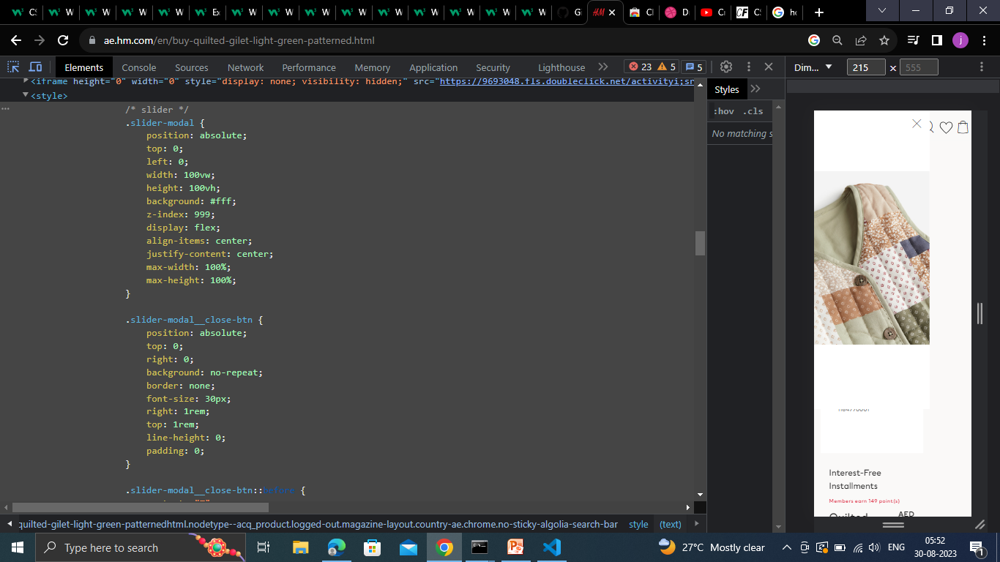 CS W W W W Ex CS W W W W W W W W G H&M Cl D Cr CF CS G ho
ae.hm.com/en/buy-quilted-gilet-light-green-patterned.html
j
Elements Console Sources Network Performance Memory Application Security Lighthouse 23 5 5
Dim... 215 × 555
<iframe height="0" width="0" style="display: none; visibility: hidden;" src="https://9693048.fls.doubleclick.net/activityi;sr
<style>
/* slider */
.slider-modal {
position: absolute;
top: 0;
left: 0;
width: 100vw;
height: 100vh;
background: #fff;
z-index: 999;
display: flex;
align-items: center;
justify-content: center;
max-width: 100%;
max-height: 100%;
}
.slider-modal__close-btn {
position: absolute;
top: 0;
right: 0;
background: no-repeat;
border: none;
font-size: 30px;
right: 1rem;
top: 1rem;
line-height: 0;
padding: 0;
}
.slider-modal__close-btn::before {
Styles
:hov .cls
No matching s
Interest-Free
Installments
Members earn 149 point(s)
Quilted AED
quilted-gilet-light-green-patternedhtml.nodetype--acq_product.logged-out.magazine-layout.country-ae.chrome.no-sticky-algolia-search-bar style (text)
Type here to search
27°C Mostly clear
ENG
05:52
30-08-2023
1